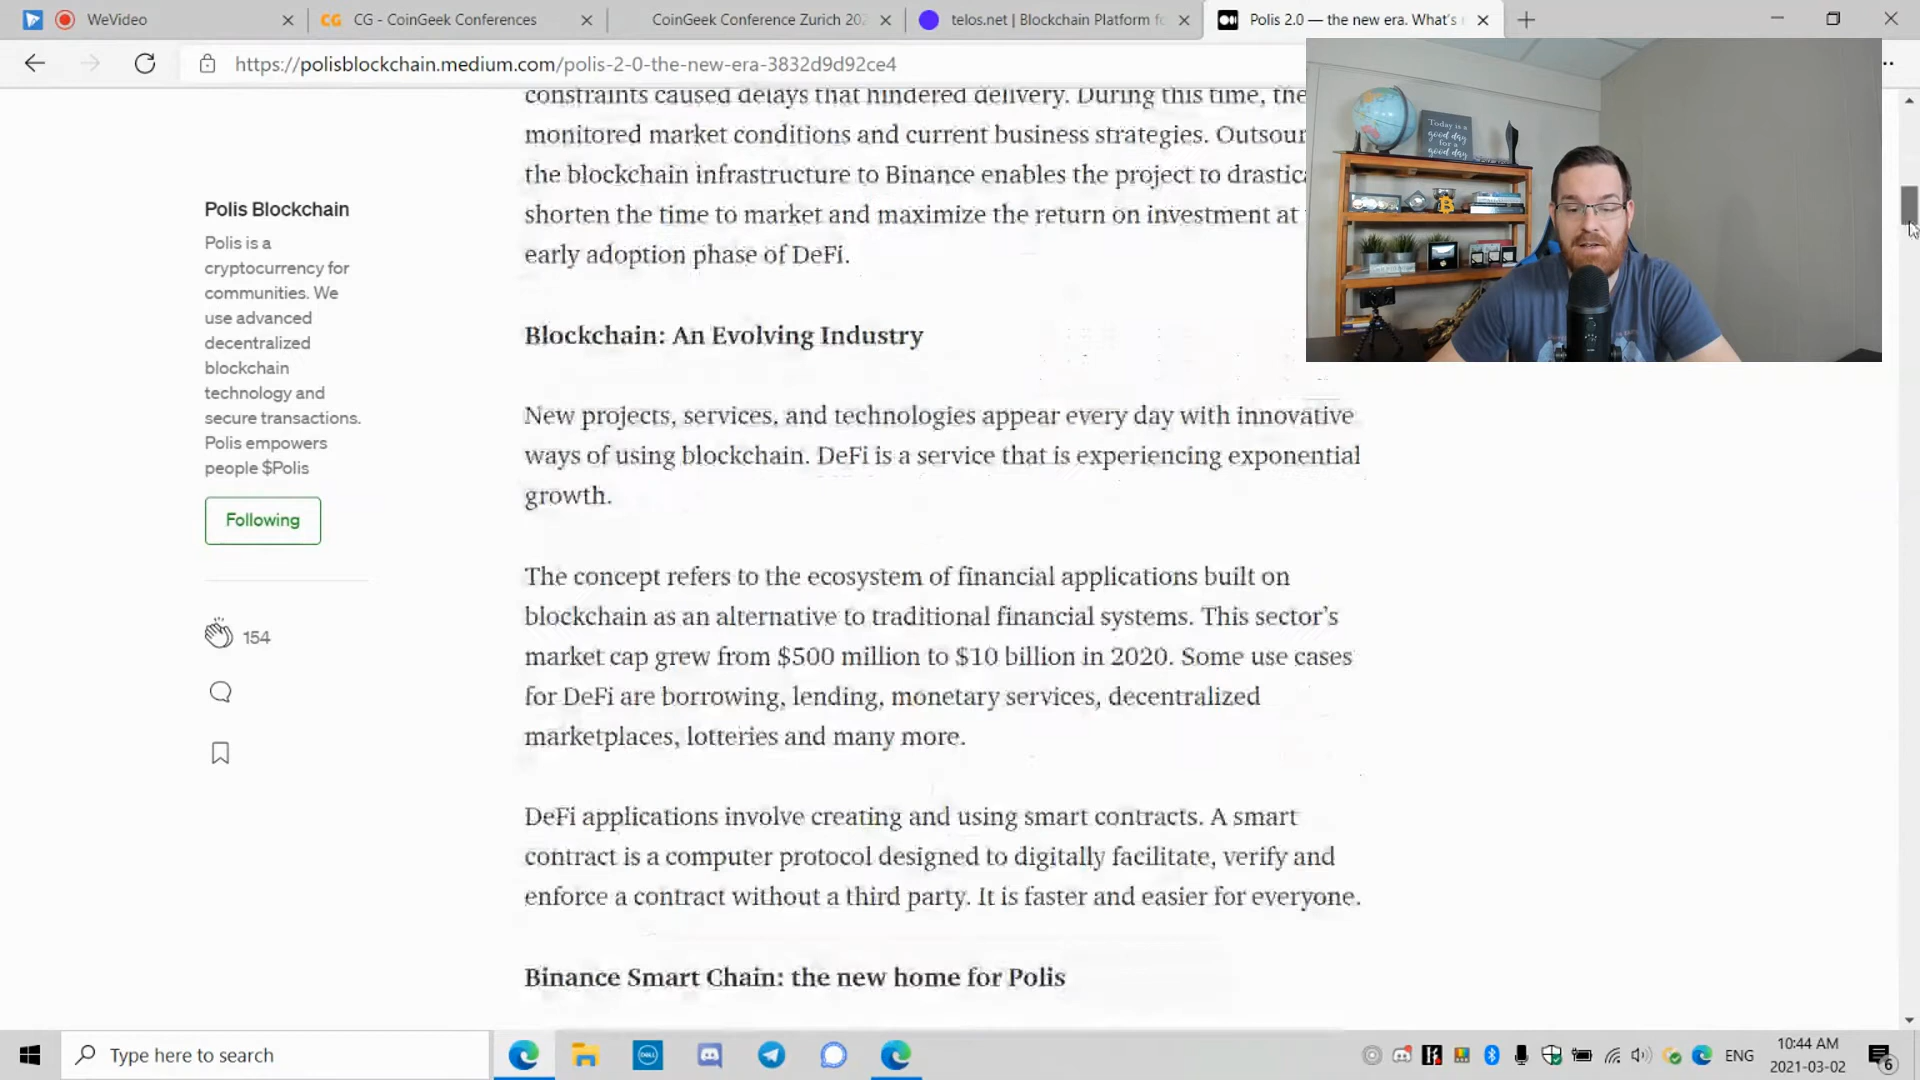 WeVideo
CG - CoinGeek Conferences
CoinGeek Conference Zurich 202
telos.net | Blockchain Platform fo
Polis 2.0 — the new era. What's
https://polisblockchain.medium.com/polis-2-0-the-new-era-3832d9d92ce4
constraints caused delays that hindered delivery. During this time, the
monitored market conditions and current business strategies. Outsour
the blockchain infrastructure to Binance enables the project to drastica
shorten the time to market and maximize the return on investment at
early adoption phase of DeFi.
Today is a
good day
for a
good day
Polis Blockchain
Polis is a
cryptocurrency for
communities. We
use advanced
decentralized
blockchain
technology and
secure transactions.
Polis empowers
people $Polis
Following
154
Blockchain: An Evolving Industry
New projects, services, and technologies appear every day with innovative
ways of using blockchain. DeFi is a service that is experiencing exponential
growth.
The concept refers to the ecosystem of financial applications built on
blockchain as an alternative to traditional financial systems. This sector's
market cap grew from $500 million to $10 billion in 2020. Some use cases
for DeFi are borrowing, lending, monetary services, decentralized
marketplaces, lotteries and many more.
DeFi applications involve creating and using smart contracts. A smart
contract is a computer protocol designed to digitally facilitate, verify and
enforce a contract without a third party. It is faster and easier for everyone.
Binance Smart Chain: the new home for Polis
Type here to search
DELL
ENG
10:44 AM
2021-03-02
6